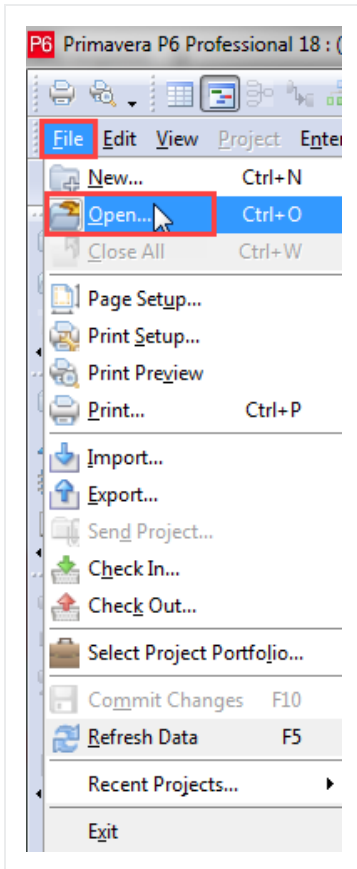 P6 Primavera P6 Professional 18 : (
File Edit View Project Enter
New... Ctrl+N
Open... Ctrl+O
Close All Ctrl+W
Page Setup...
Print Setup...
Print Preview
Print... Ctrl+P
Import...
Export...
Send Project...
Check In...
Check Out...
Select Project Portfolio...
Commit Changes F10
Refresh Data F5
Recent Projects...
Exit